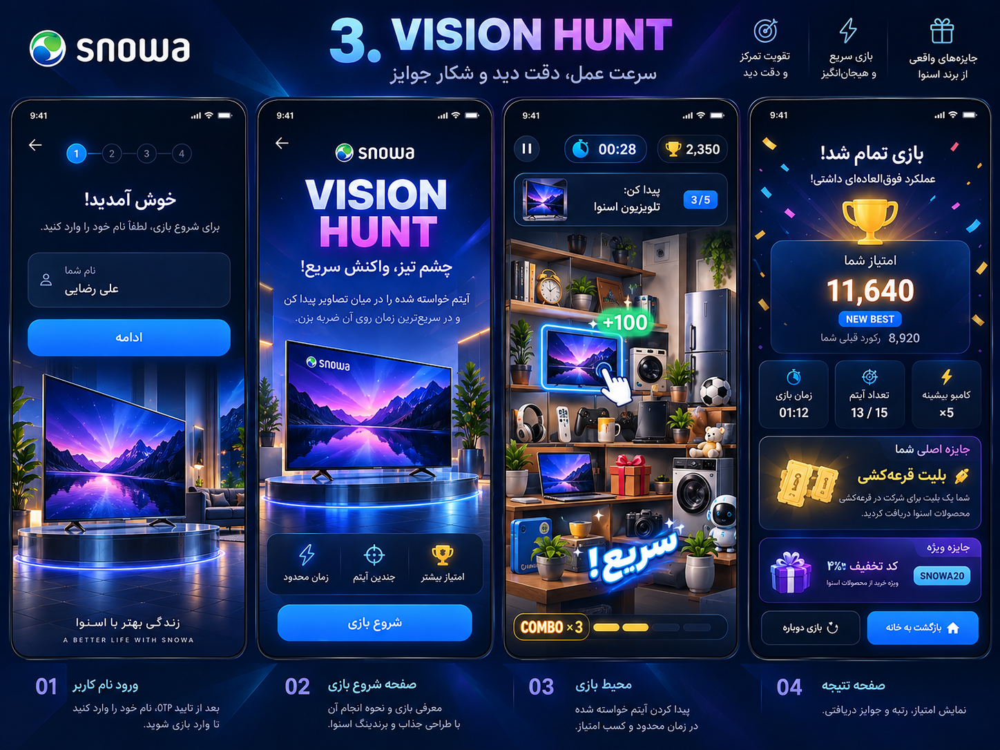 snowa
3. VISION HUNT
سرعت عمل، دقت دید و شکار جوایز
تقویت تمرکز
و دقت دید
بازی سریع
و هیجان‌انگیز
جایزه‌های واقعی
از برند اسنوا
9:41
1 2 3 4
خوش آمدید!
برای شروع بازی، لطفاً نام خود را وارد کنید.
نام شما
علی رضایی
ادامه
زندگی بهتر با اسنوا
A BETTER LIFE WITH SNOWA
9:41
snowa
VISION
HUNT
چشم تیز، واکنش سریع!
آیتم خواسته شده را در میان تصاویر پیدا کن
و در سریع‌ترین زمان روی آن ضربه بزن.
snowa
زمان محدود
جندین آیتم
امتیاز بیشتر
شروع بازی
9:41
00:28
2,350
پیدا کن:
تلویزیون اسنوا
3/5
+100
سریع!
COMBO ×3
9:41
بازی تمام شد!
عملکرد فوق‌العاده‌ای داشتی!
امتیاز شما
11,640
NEW BEST
رکورد قبلی شما 8,920
زمان بازی
01:12
تعداد آیتم
13 / 15
کامبو بیشینه
×5
جایزه اصلی شما
بلیت قرعه‌کشی
شما یک بلیت برای شرکت در قرعه‌کشی
محصولات اسنوا دریافت کردید.
جایزه ویژه
کد تخفیف
ویژه خرید از محصولات اسنوا
SNOWA20
بازی دوباره
بازگشت به خانه
01
ورود نام کاربر
بعد از تایید OTP، نام خود را وارد کنید
تا وارد بازی شوید.
02
صفحه شروع بازی
معرفی بازی و نحوه انجام آن
با طراحی جذاب و برندینگ اسنوا.
03
محیط بازی
پیدا کردن آیتم خواسته شده
در زمان محدود و کسب امتیاز.
04
صفحه نتیجه
نمایش امتیاز، رتبه و جوایز دریافتی.